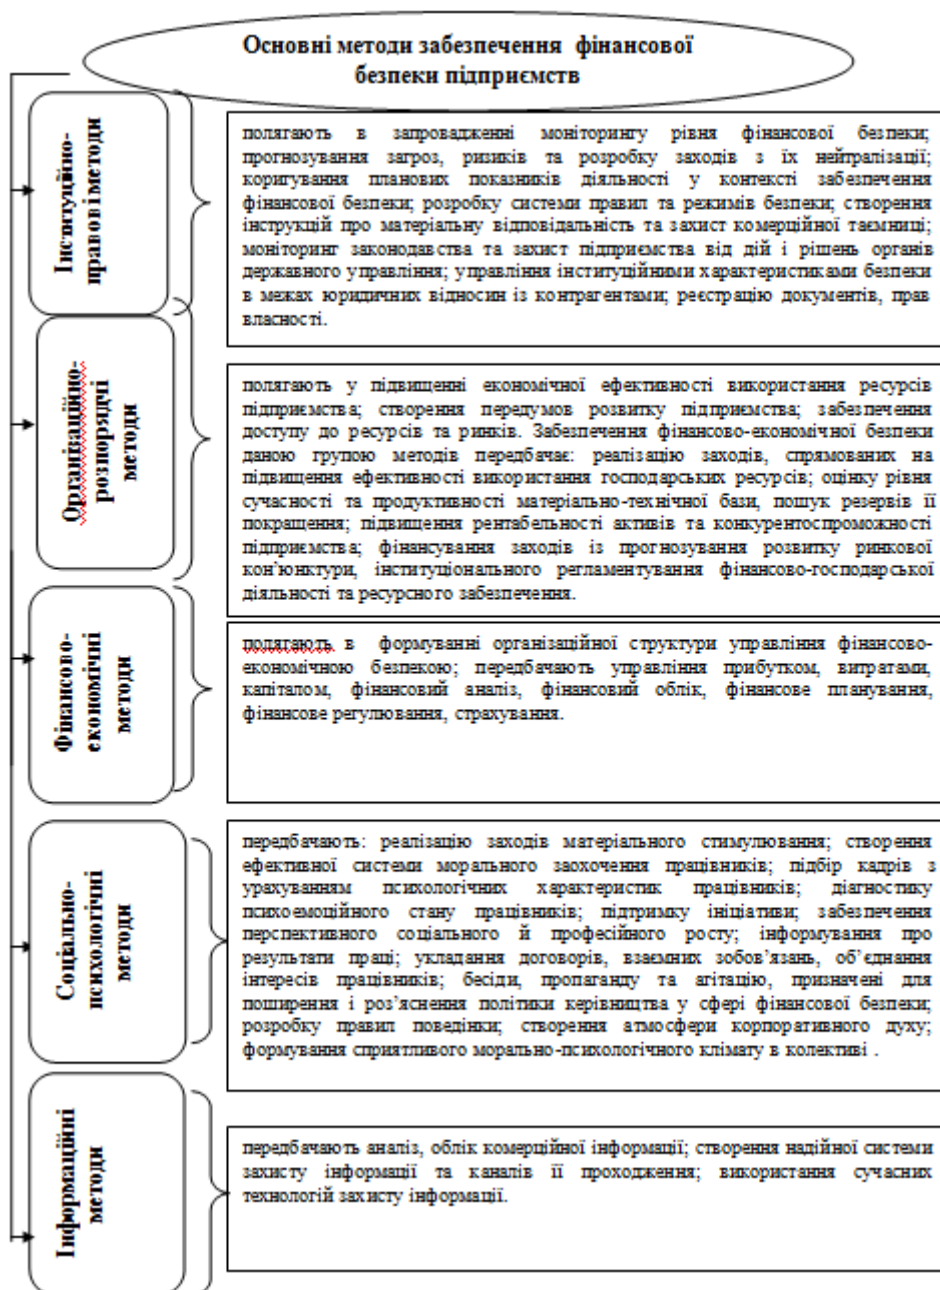 Основні методи забезпечення фінансової
безпеки підприємств
Інституційно-
правові методи
полягають в запровадженні моніторингу рівня фінансової безпеки;
прогнозування загроз, ризиків та розробку заходів з їх нейтралізації;
коригування планових показників діяльності у контексті забезпечення
фінансової безпеки; розробку системи правил та режимів безпеки; створення
інструкцій про матеріальну відповідальність та захист комерційної таємниці;
моніторинг законодавства та захист підприємства від дій і рішень органів
державного управління; управління інституційними характеристиками безпеки
в межах юридичних відносин із контрагентами; реєстрацію документів, прав
власності.
Організаційно-
розпорядчі
методи
полягають у підвищенні економічної ефективності використання ресурсів
підприємства; створення передумов розвитку підприємства; забезпечення
доступу до ресурсів та ринків. Забезпечення фінансово-економічної безпеки
даною групою методів передбачає: реалізацію заходів, спрямованих на
підвищення ефективності використання господарських ресурсів; оцінку рівня
сучасності та продуктивності матеріально-технічної бази, пошук резервів її
покращення; підвищення рентабельності активів та конкурентоспроможності
підприємства; фінансування заходів із прогнозування розвитку ринкової
кон'юнктури, інституціонального регламентування фінансово-господарської
діяльності та ресурсного забезпечення.
Фінансово-
економічні
методи
полягають в формуванні організаційної структури управління фінансово-
економічною безпекою; передбачають управління прибутком, витратами,
капіталом, фінансовий аналіз, фінансовий облік, фінансове планування,
фінансове регулювання, страхування.
Соціально-
психологічні
методи
передбачають: реалізацію заходів матеріального стимулювання; створення
ефективної системи морального заохочення працівників; підбір кадрів з
урахуванням психологічних характеристик працівників; діагностику
психоемоційного стану працівників; підтримку ініціативи; забезпечення
перспективного соціального й професійного росту; інформування про
результати праці; укладання договорів, взаємних зобов'язань, об'єднання
інтересів працівників; бесіди, пропаганду та агітацію, призначені для
поширення і роз'яснення політики керівництва у сфері фінансової безпеки;
розробку правил поведінки; створення атмосфери корпоративного духу;
формування сприятливого морально-психологічного клімату в колективі .
Інформаційні
методи
передбачають аналіз, облік комерційної інформації; створення надійної системи
захисту інформації та каналів її проходження; використання сучасних
технологій захисту інформації.